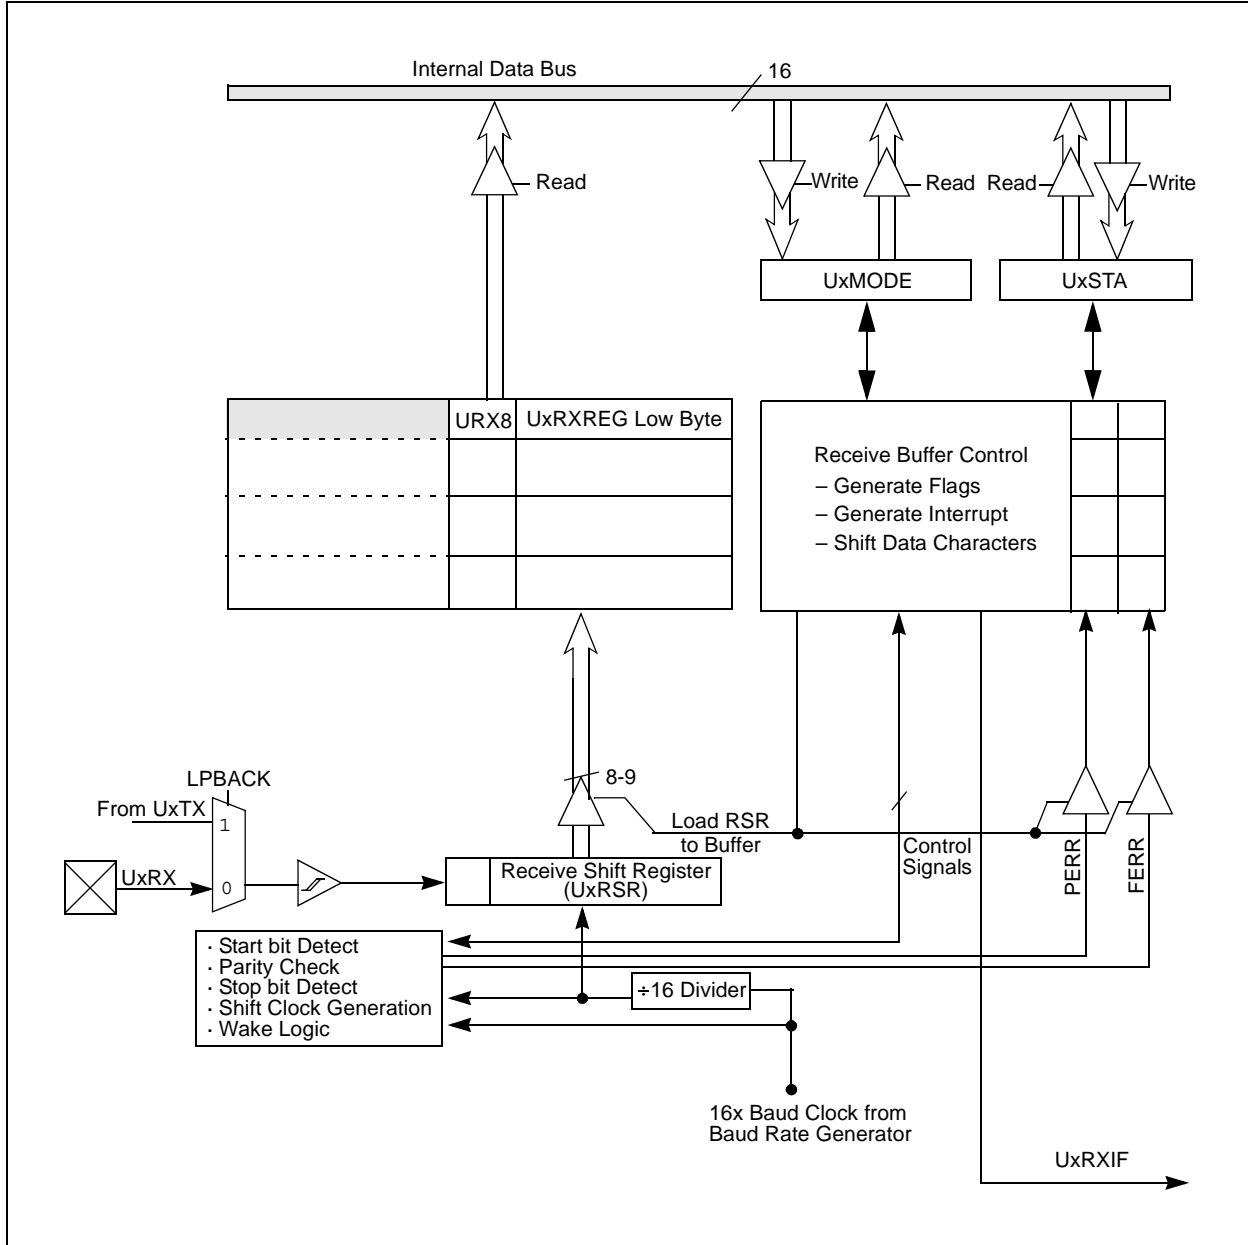 Internal Data Bus
16
Read
Write
Read
Read
Write
UxMODE
UxSTA
URX8
UxRXREG Low Byte
Receive Buffer Control
– Generate Flags
– Generate Interrupt
– Shift Data Characters
LPBACK
8-9
From UxTX
1
Load RSR
to Buffer
Control
Signals
PERR
FERR
UxRX
0
Receive Shift Register
(UxRSR)
· Start bit Detect
· Parity Check
· Stop bit Detect
· Shift Clock Generation
· Wake Logic
÷16 Divider
16x Baud Clock from
Baud Rate Generator
UxRXIF